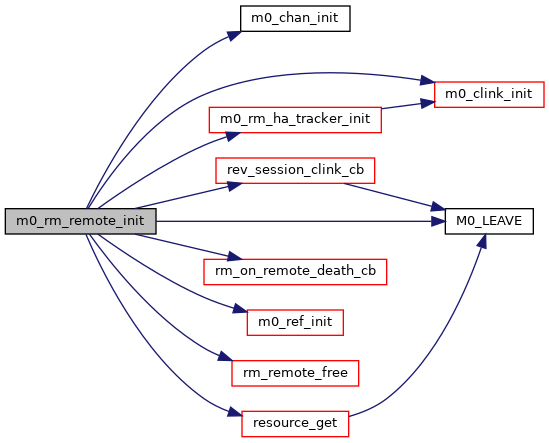 m0_chan_init
m0_clink_init
m0_rm_ha_tracker_init
rev_session_clink_cb
m0_rm_remote_init
M0_LEAVE
rm_on_remote_death_cb
m0_ref_init
rm_remote_free
resource_get